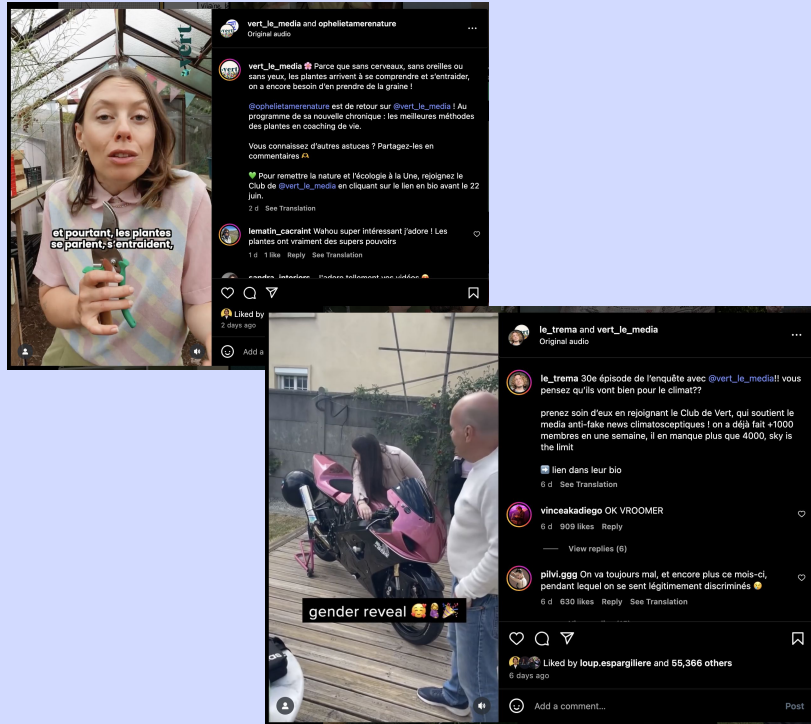 vert
et pourtant, les plantes
se parlent, s'entraident,
vert_le_media and ophelietamerenature
Original audio
vert_le_media 🌸 Parce que sans cerveaux, sans oreilles ou
sans yeux, les plantes arrivent à se comprendre et s'entraider,
on a encore besoin d'en prendre de la graine !
@ophelietamerenature est de retour sur @vert_le_media ! Au
programme de sa nouvelle chronique : les meilleures méthodes
des plantes en coaching de vie.
Vous connaissez d'autres astuces ? Partagez-les en
commentaires 🫶
💚 Pour remettre la nature et l'écologie à la Une, rejoignez le
Club de @vert_le_media en cliquant sur le lien en bio avant le 22
juin.
2 d See Translation
lematin_cacraint Wahou super intéressant j'adore ! Les
plantes ont vraiment des supers pouvoirs
1 d 1 like Reply See Translation
Liked by
2 days ago
Add a
gender reveal 🥰🍼🎉
le_trema and vert_le_media
Original audio
le_trema 30e épisode de l'enquête avec @vert_le_media!! vous
pensez qu'ils vont bien pour le climat??
prenez soin d'eux en rejoignant le Club de Vert, qui soutient le
media anti-fake news climatosceptiques ! on a déjà fait +1000
membres en une semaine, il en manque plus que 4000, sky is
the limit
➡️ lien dans leur bio
6 d See Translation
vinceakadiego OK VROOMER
6 d 909 likes Reply
View replies (6)
pilvi.ggg On va toujours mal, et encore plus ce mois-ci,
pendant lequel on se sent légitimement discriminés 🥲
6 d 630 likes Reply See Translation
Liked by loup.espargiliere and 55,366 others
6 days ago
Add a comment...
Post